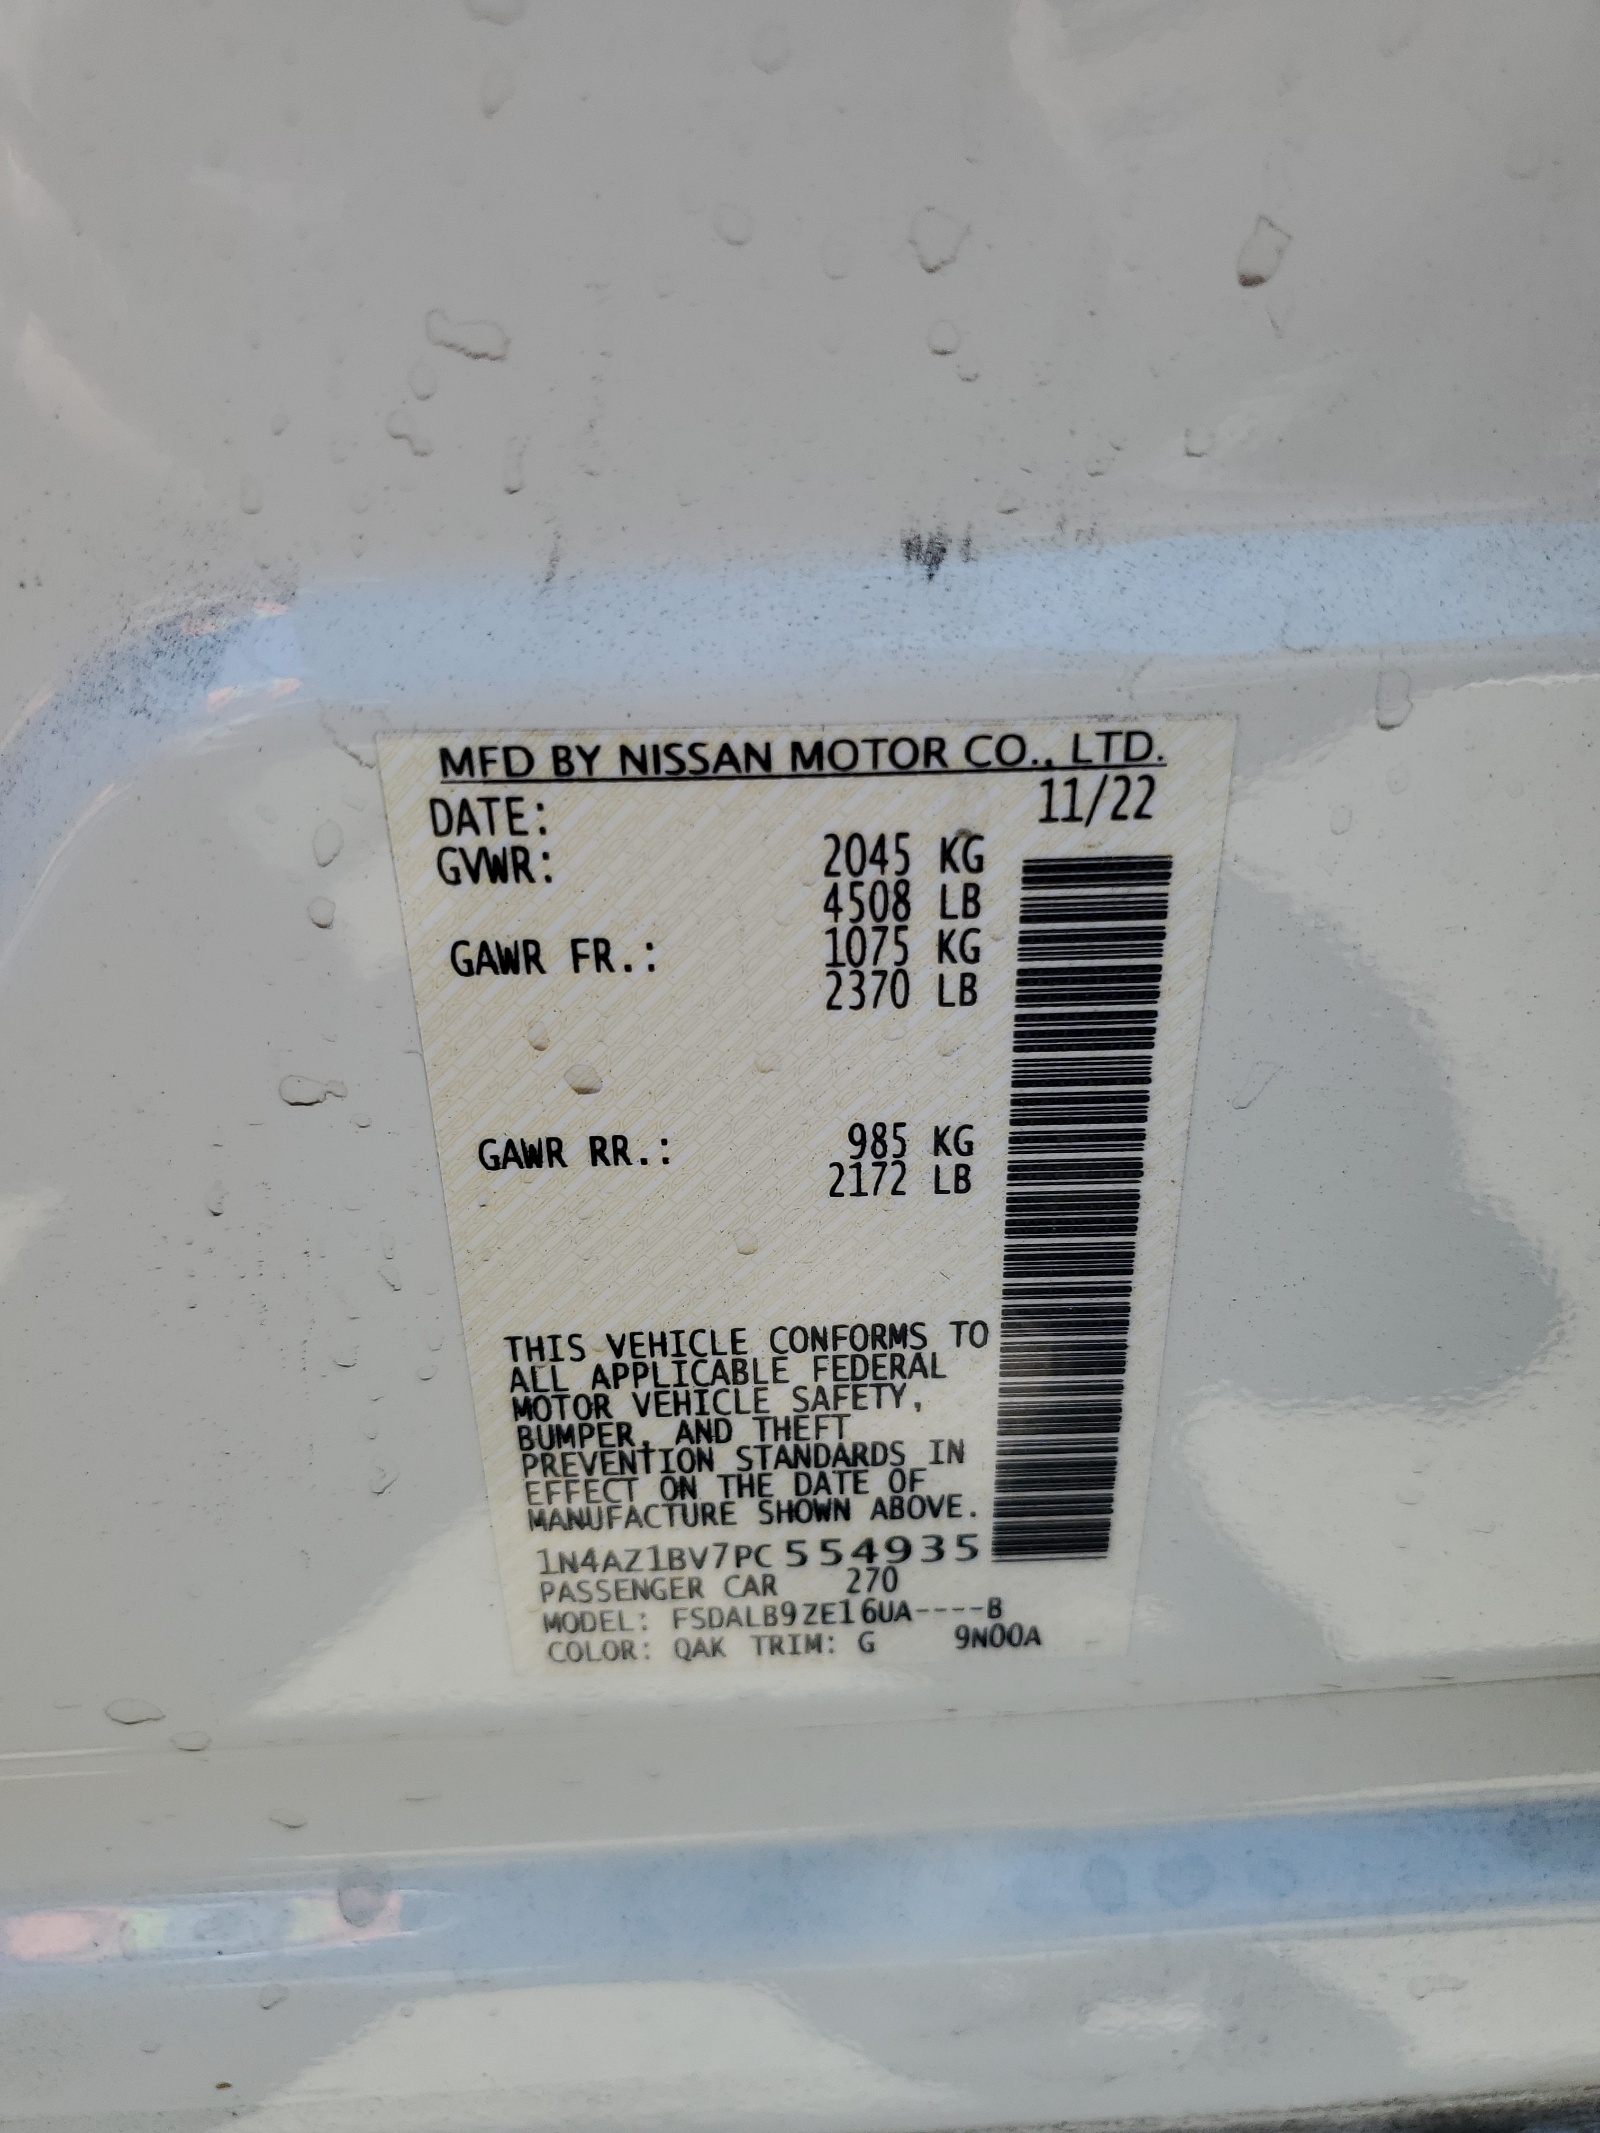 MFD BY NISSAN MOTOR CO., LTD.
DATE: 11/22
GVWR: 2045 KG
4508 LB
GAWR FR.: 1075 KG
2370 LB
GAWR RR.: 985 KG
2172 LB
THIS VEHICLE CONFORMS TO
ALL APPLICABLE FEDERAL
MOTOR VEHICLE SAFETY,
BUMPER, AND THEFT
PREVENTION STANDARDS IN
EFFECT ON THE DATE OF
MANUFACTURE SHOWN ABOVE.
1N4AZ1BV7PC554935
PASSENGER CAR 270
MODEL: FSDALB9ZE16UA----B
COLOR: QAK TRIM: G 9N00A